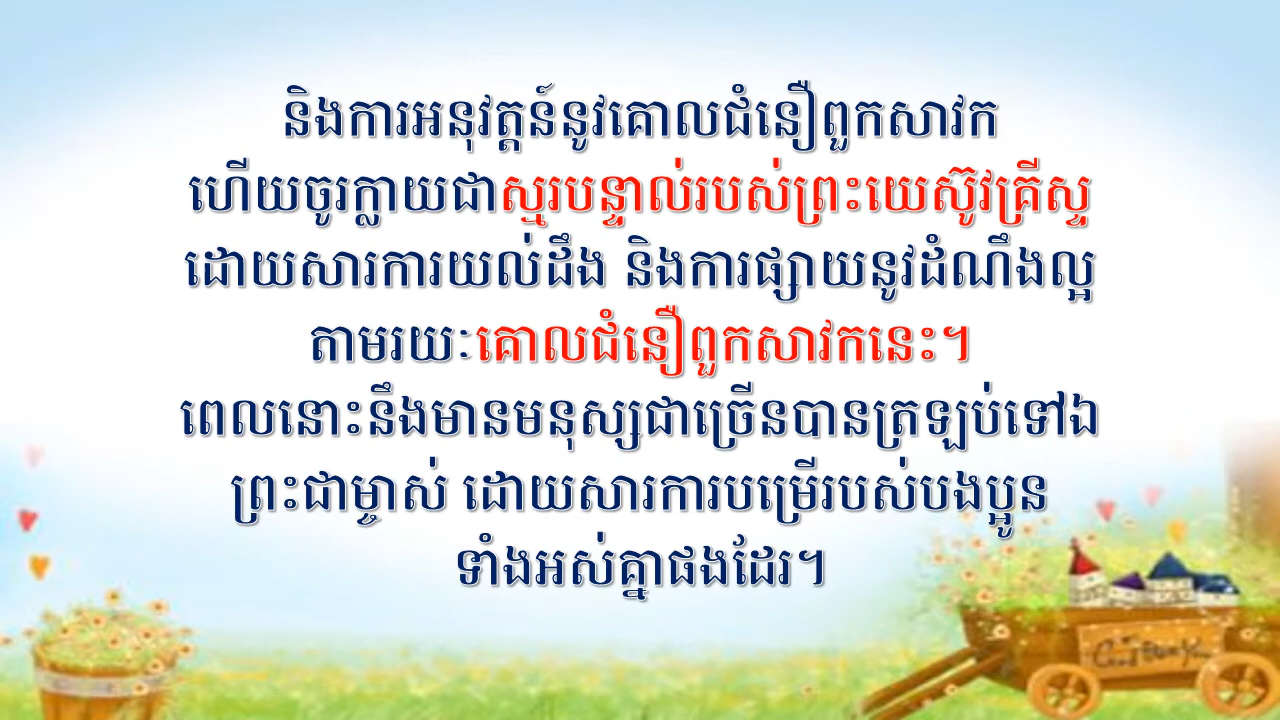 និងការអនុវត្តន៍នូវគោលជំនឿពួកសាវក
ហើយចូរក្លាយជាស្មរបន្ទាល់របស់ព្រះយេស៊ូវគ្រីស្ទ
ដោយសារការយល់ដឹង និងការផ្សាយនូវដំណឹងល្អ
តាមរយៈគោលជំនឿពួកសាវកនេះ។
ពេលនោះនឹងមានមនុស្សជាច្រើនបានត្រឡប់ទៅឯ
ព្រះជាម្ចាស់ ដោយសារការបម្រើរបស់បងប្អូន
ទាំងអស់គ្នាផងដែរ។